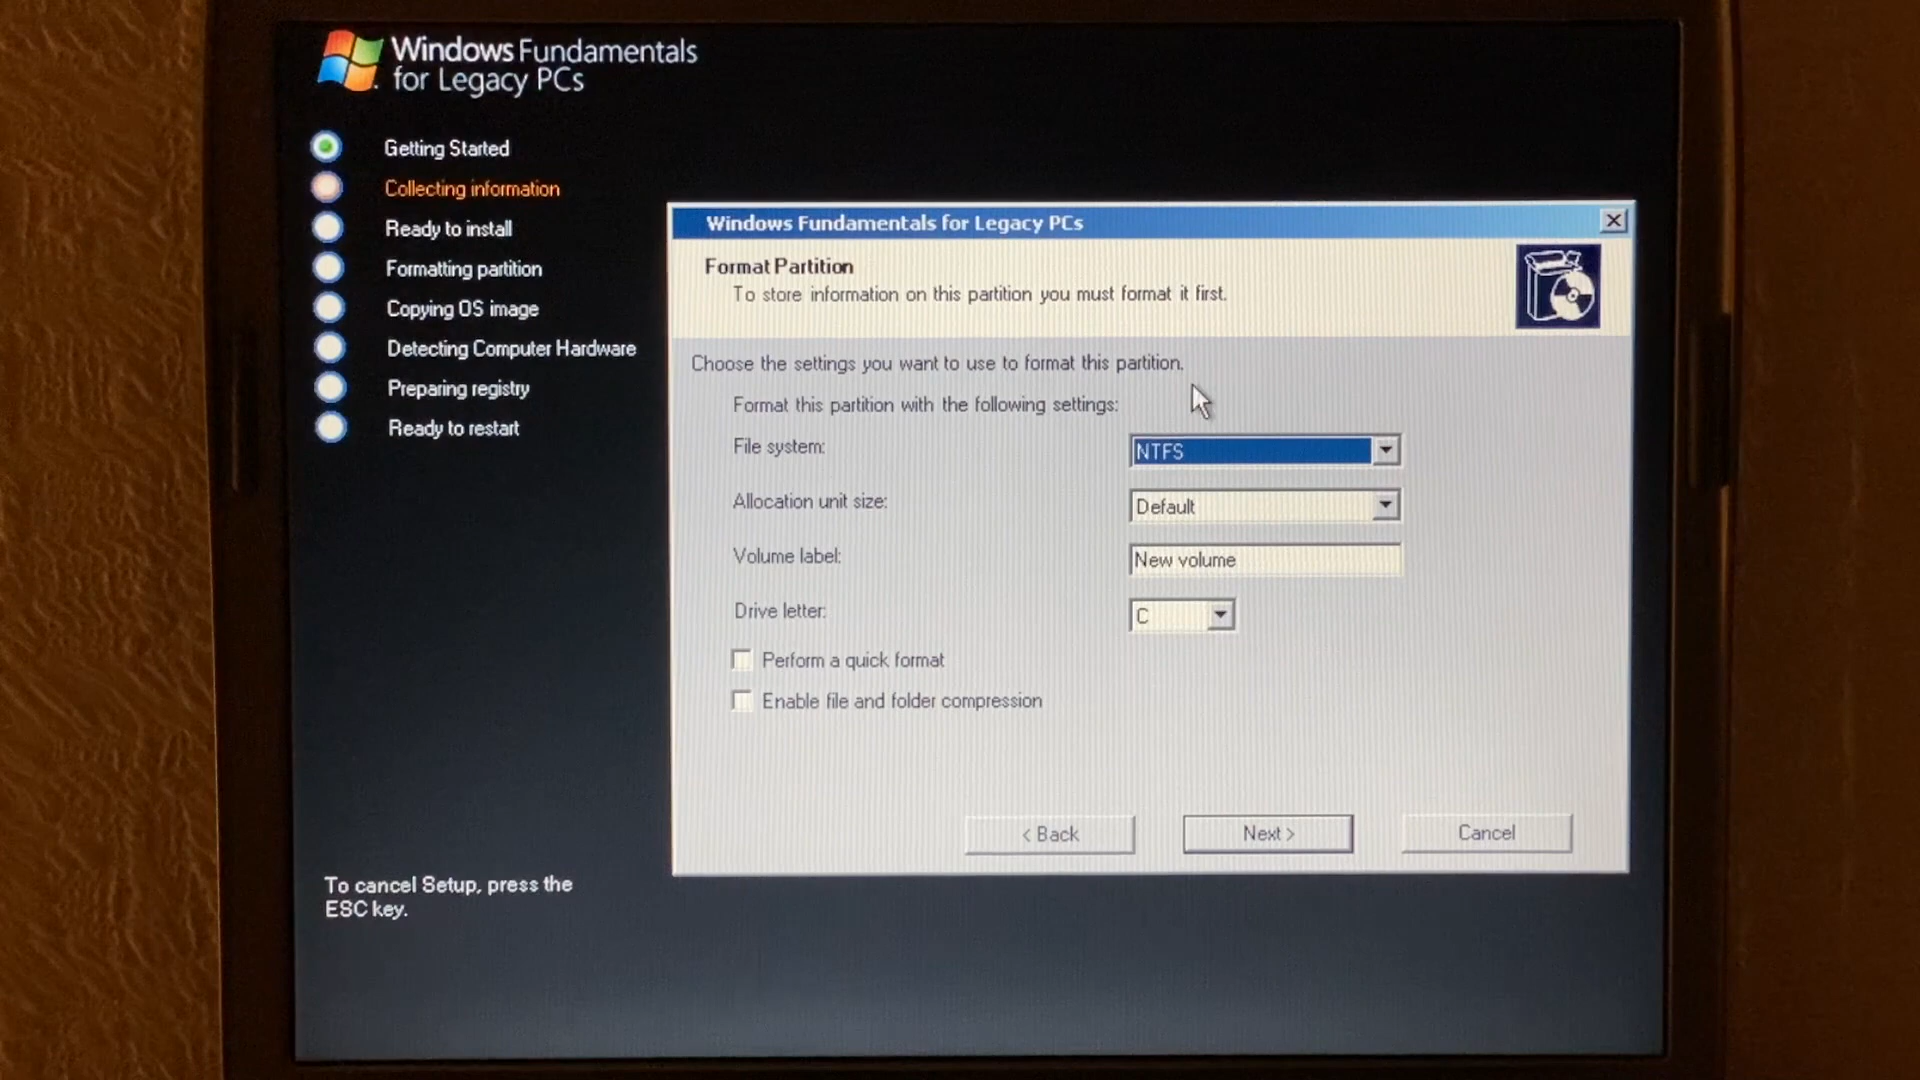 Windows Fundamentals
for Legacy PCs
Getting Started
Collecting information
Ready to install
Formatting partition
Copying OS image
Detecting Computer Hardware
Preparing registry
Ready to restart
To cancel Setup, press the
ESC key.
Windows Fundamentals for Legacy PCs
Format Partition
To store information on this partition you must format it first.
Choose the settings you want to use to format this partition.
Format this partition with the following settings:
File system: NTFS
Allocation unit size: Default
Volume label: New volume
Drive letter: C
Perform a quick format
Enable file and folder compression
< Back Next > Cancel